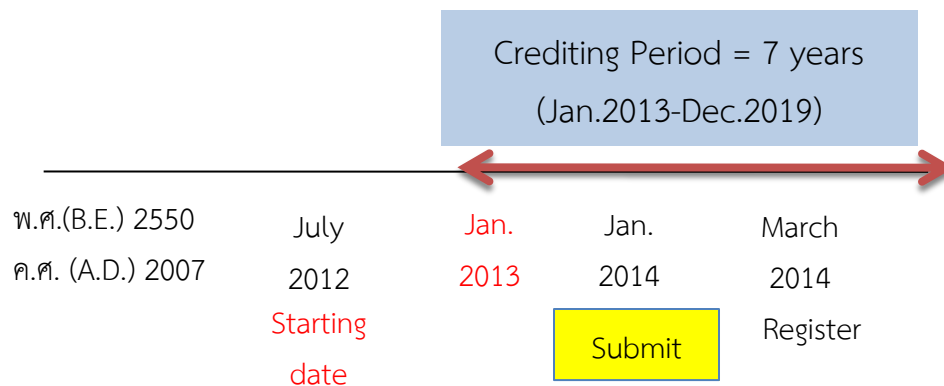 Crediting Period = 7 years
(Jan.2013-Dec.2019)
พ.ศ.(B.E.) 2550
ค.ศ. (A.D.) 2007
July
2012
Starting
date
Jan.
2013
Jan.
2014
Submit
March
2014
Register